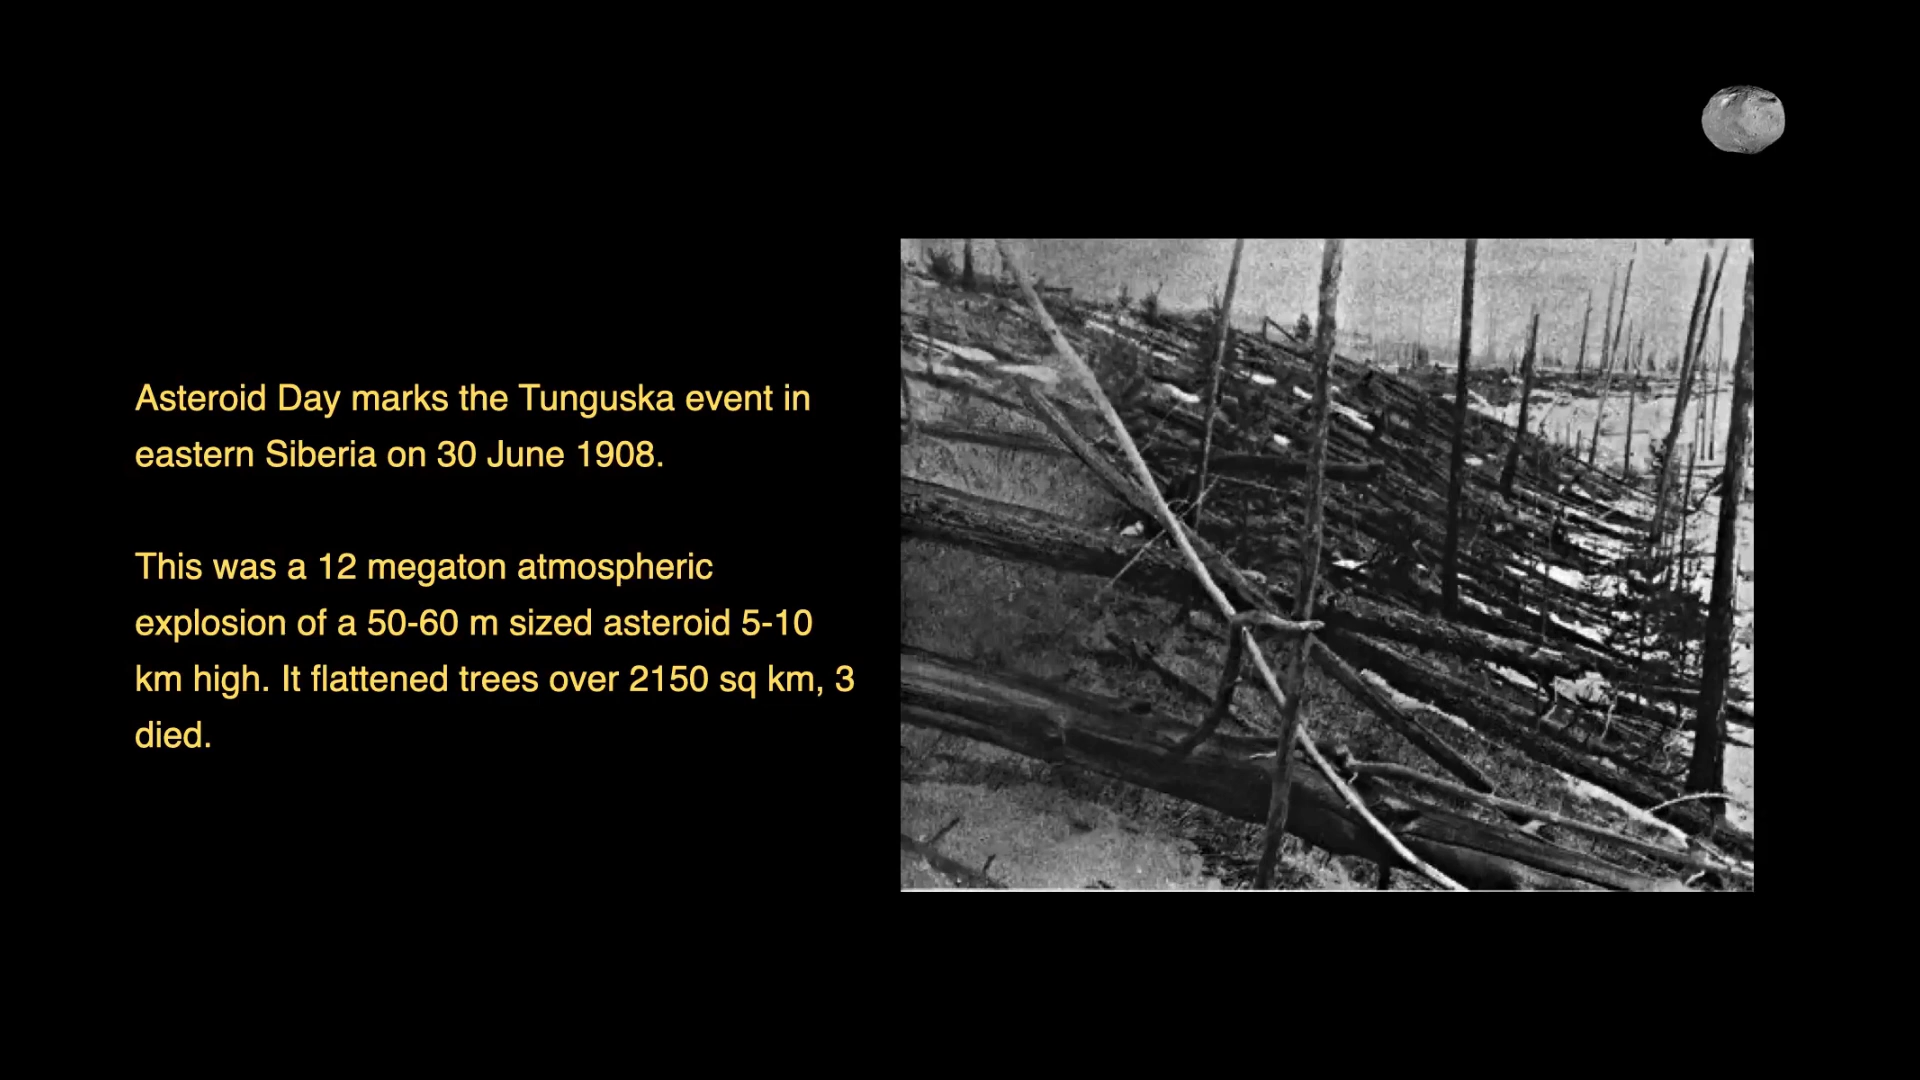 Asteroid Day marks the Tunguska event in
eastern Siberia on 30 June 1908.
This was a 12 megaton atmospheric
explosion of a 50-60 m sized asteroid 5-10
km high. It flattened trees over 2150 sq km, 3
died.